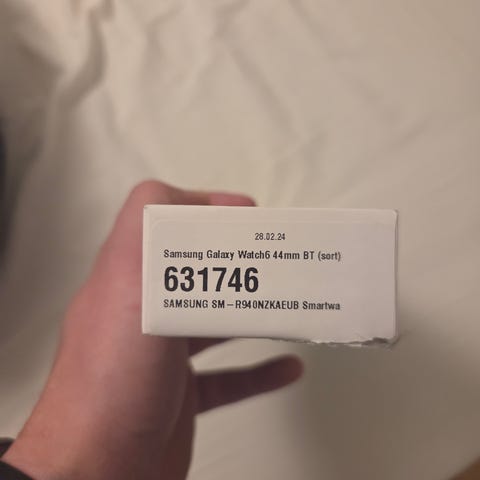 28.02.24
Samsung Galaxy Watch6 44mm BT (sort)
631746
SAMSUNG SM-R940NZKAEUB Smartwa